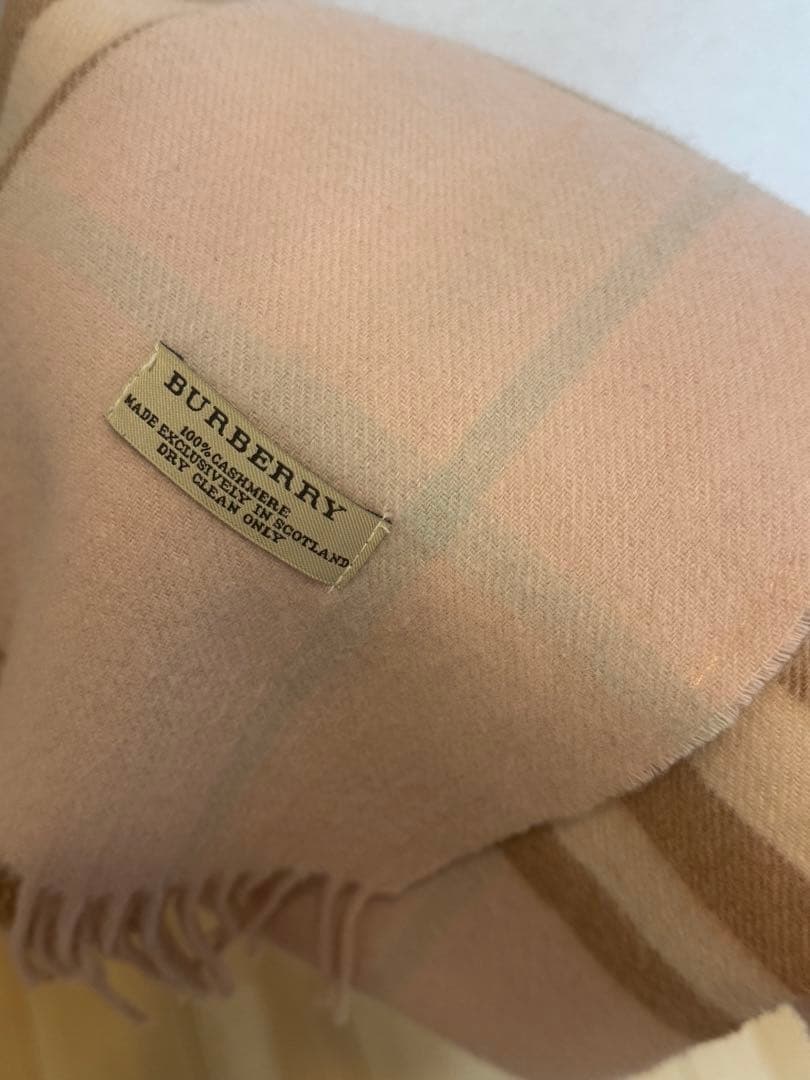 BURBERRY
100% CASHMERE
MADE EXCLUSIVELY IN SCOTLAND
DRY CLEAN ONLY